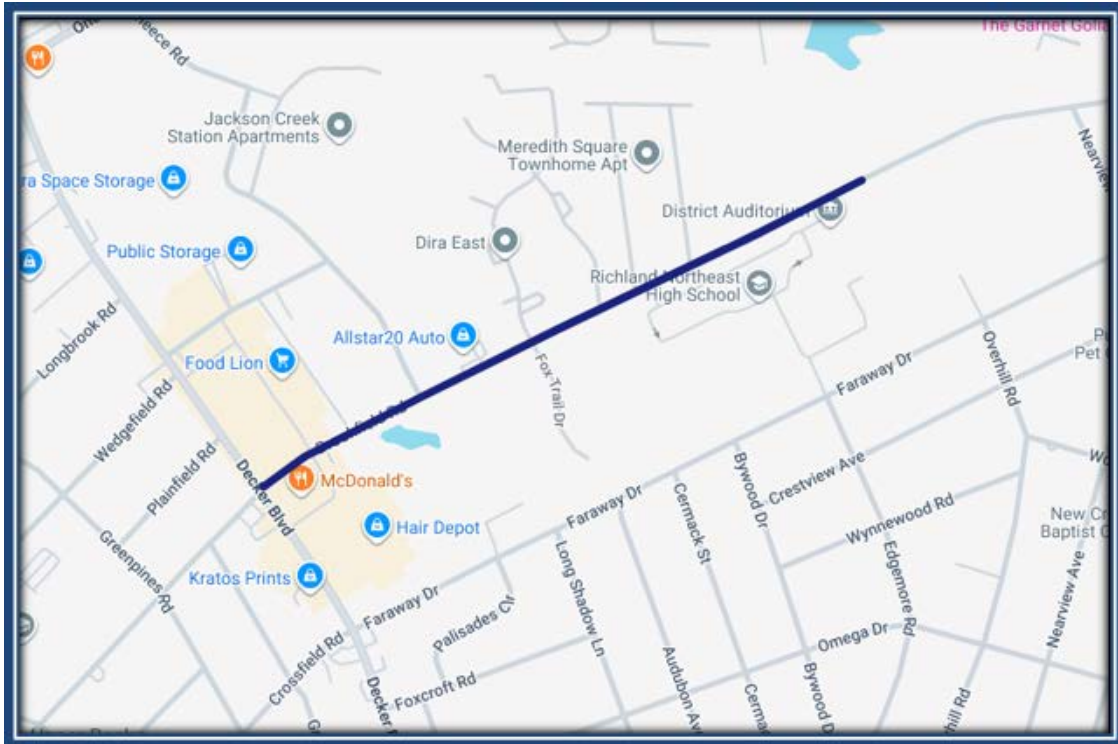 The Garnet
Jackson Creek
Station Apartments
Meredith Square
Townhome Apt
Space Storage
District Auditorium
Public Storage
Dira East
Richland Northeast
High School
Longbrook Rd
Allstar20 Auto
Food Lion
Fox Trail Dr
Faraway Dr
Overhill Rd
Pet
Wedgefield Rd
Brookfield Rd
Plainfield Rd
Decker Blvd
McDonald's
Bywood Dr
Crestview Ave
Faraway Dr
Cermack St
Wynnewood Rd
Hair Depot
New
Baptist
Greenpines Rd
Edgemore Rd
Kratos Prints
Long Shadow Ln
Nearview Ave
Faraway Dr
Palisades Cir
Omega Dr
Crossfield Rd
Foxcroft Rd
Audubon
Bywood
Decker
Rd